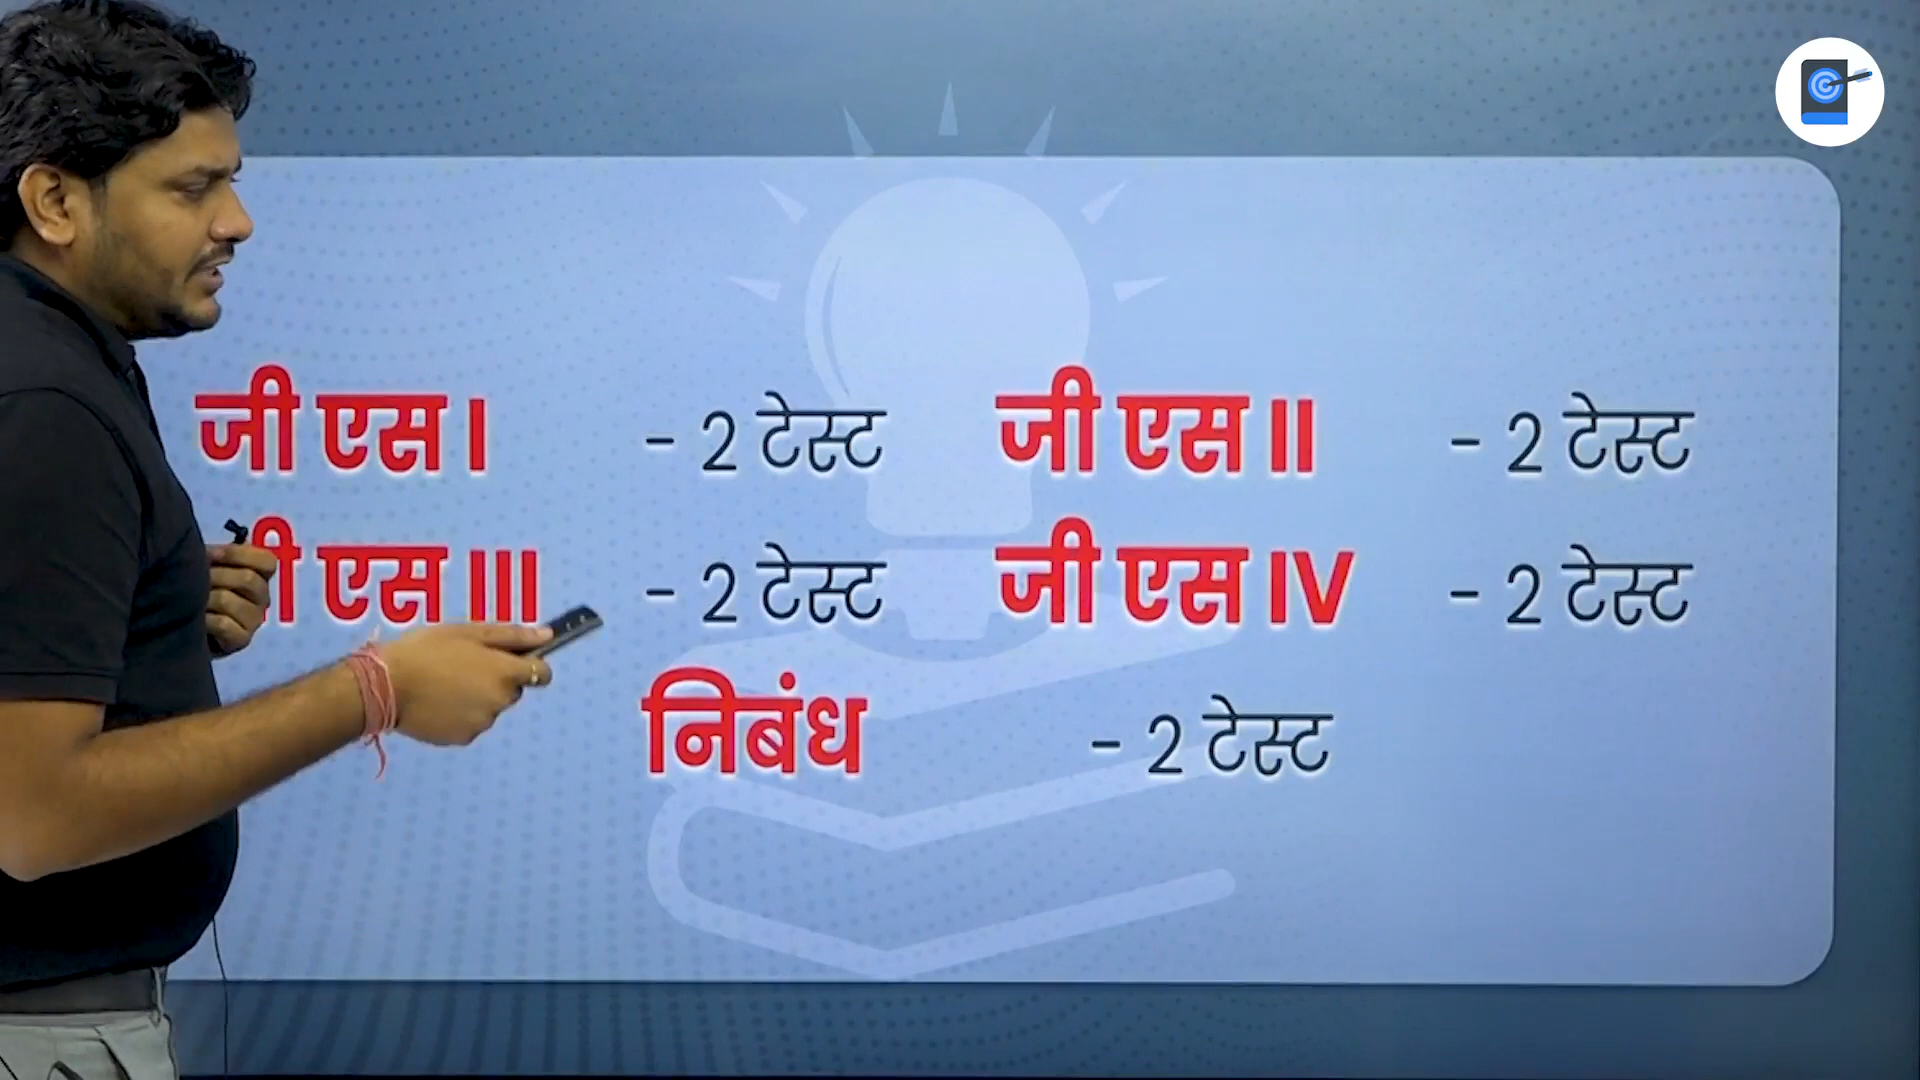 जी एस I - 2 टेस्ट जी एस II - 2 टेस्ट
जी एस III - 2 टेस्ट जी एस IV - 2 टेस्ट
निबंध - 2 टेस्ट